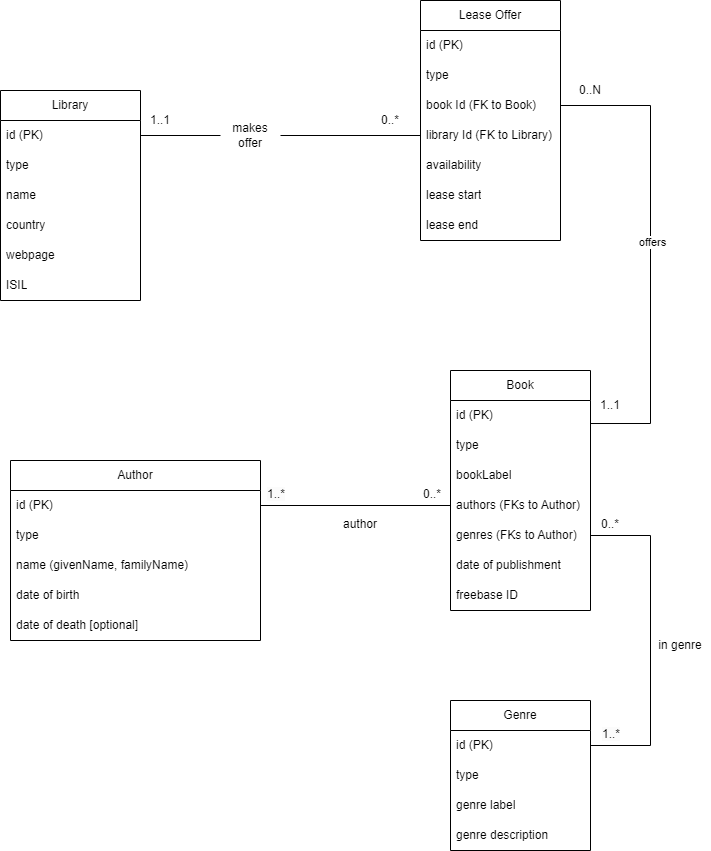 Lease Offer
id (PK)
type
book Id (FK to Book)
library Id (FK to Library)
availability
lease start
lease end
0..N
Library
id (PK)
type
name
country
webpage
ISIL
1..1
makes
offer
0..*
offers
Book
id (PK)
type
bookLabel
authors (FKs to Author)
genres (FKs to Author)
date of publishment
freebase ID
1..1
Author
id (PK)
type
name (givenName, familyName)
date of birth
date of death [optional]
1..*
author
0..*
0..*
in genre
1..*
Genre
id (PK)
type
genre label
genre description